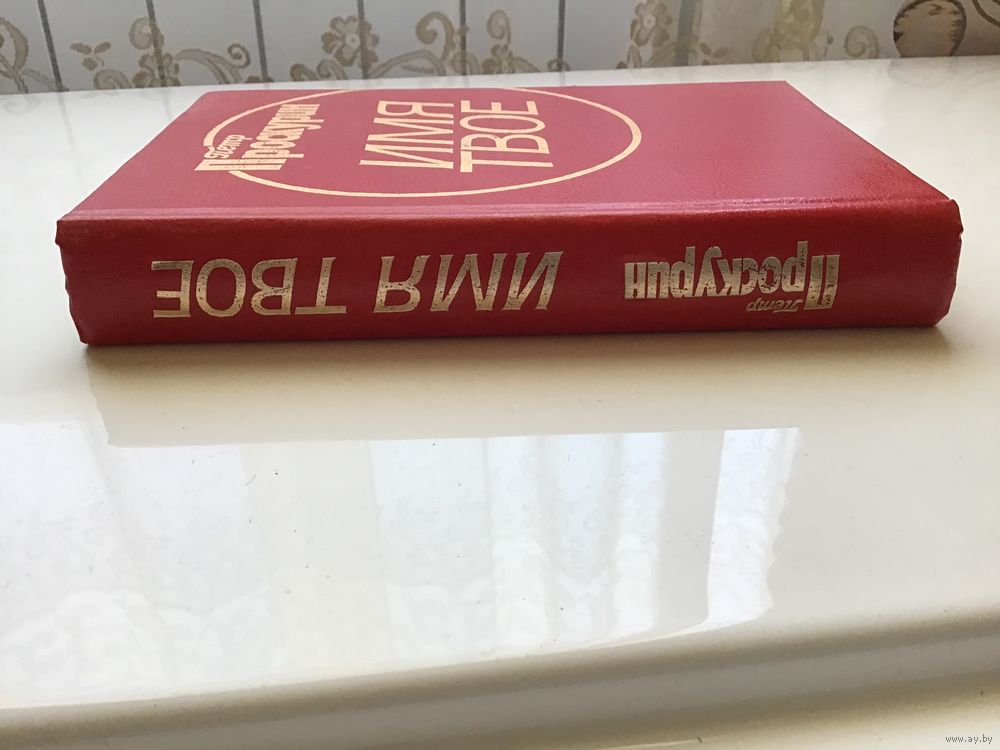 Петр
Проскурин
ИМЯ
ТВОЕ
Петр
Проскурин
ИМЯ ТВОЕ
www.ay.by